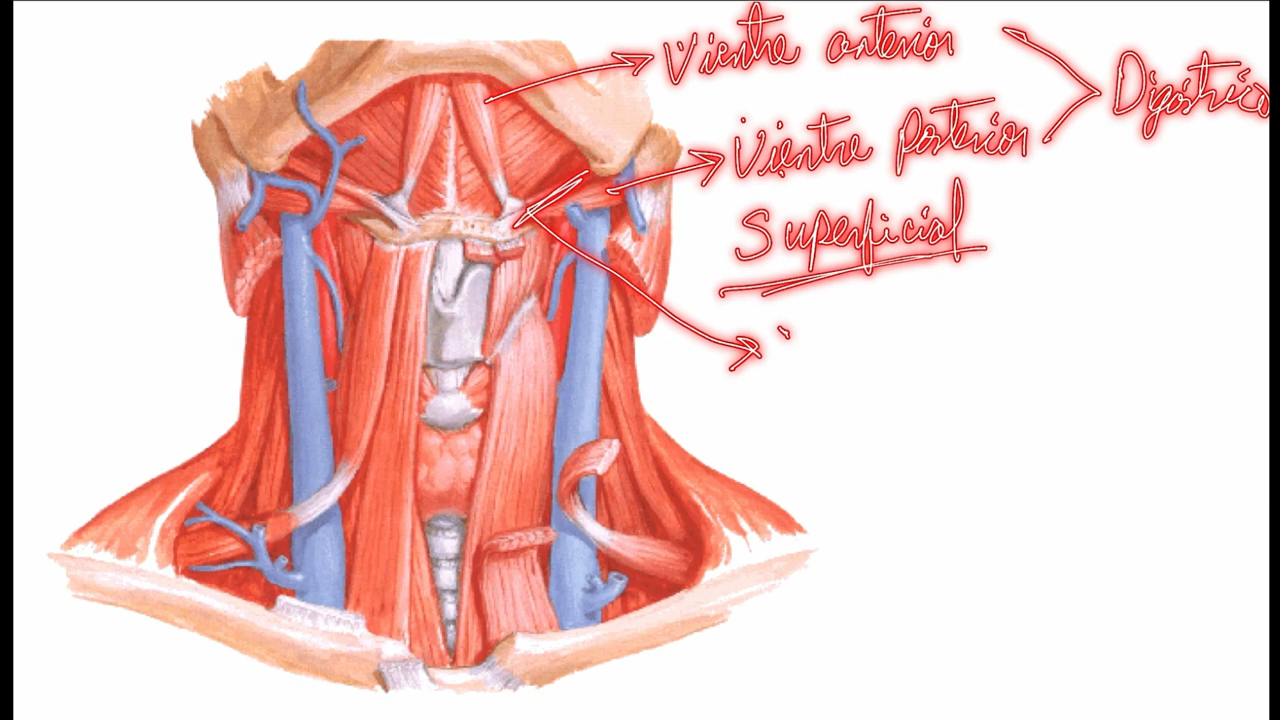 Vientre anterior
Digástrico
Vientre Posterior
Superficial